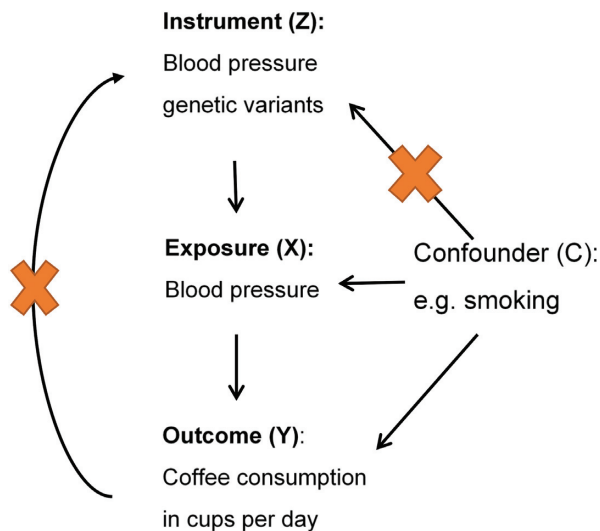 Instrument (Z):
Blood pressure
genetic variants
Exposure (X):
Blood pressure
Confounder (C):
e.g. smoking
Outcome (Y):
Coffee consumption
in cups per day